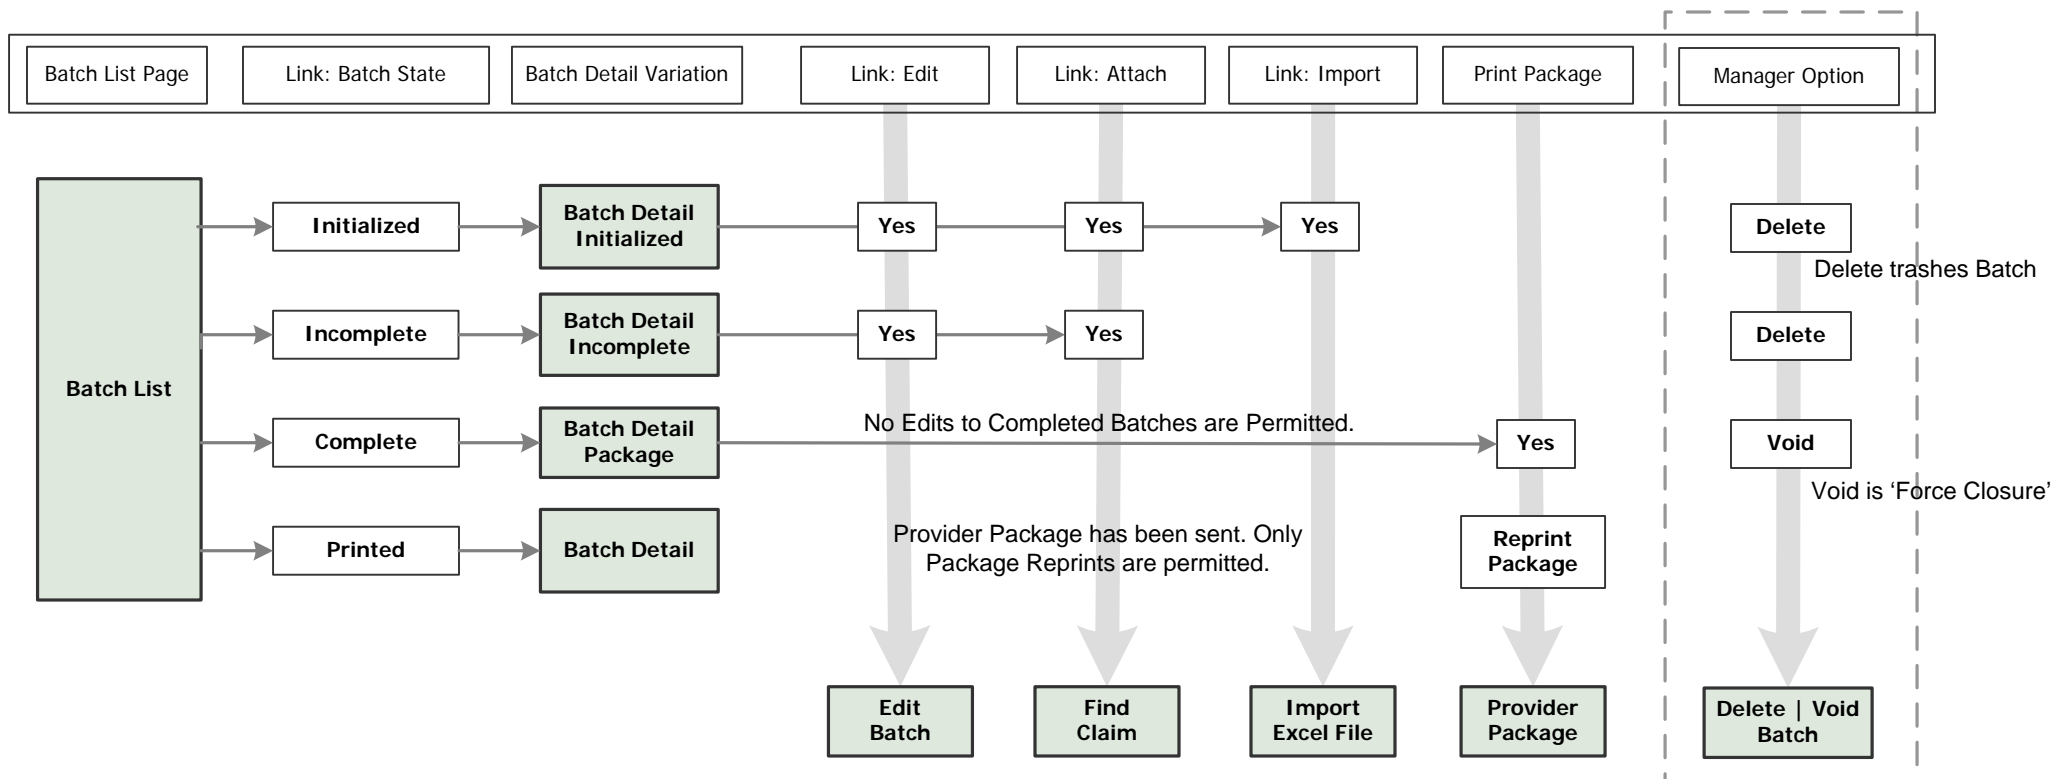 Batch List Page
Link: Batch State
Batch Detail Variation
Link: Edit
Link: Attach
Link: Import
Print Package
Manager Option
Batch List
Initialized
Batch Detail
Initialized
Yes
Yes
Yes
Delete
Delete trashes Batch
Incomplete
Batch Detail
Incomplete
Yes
Yes
Delete
Complete
Batch Detail
Package
No Edits to Completed Batches are Permitted.
Yes
Void
Void is ‘Force Closure’
Printed
Batch Detail
Provider Package has been sent. Only
Package Reprints are permitted.
Reprint
Package
Edit
Batch
Find
Claim
Import
Excel File
Provider
Package
Delete | Void
Batch